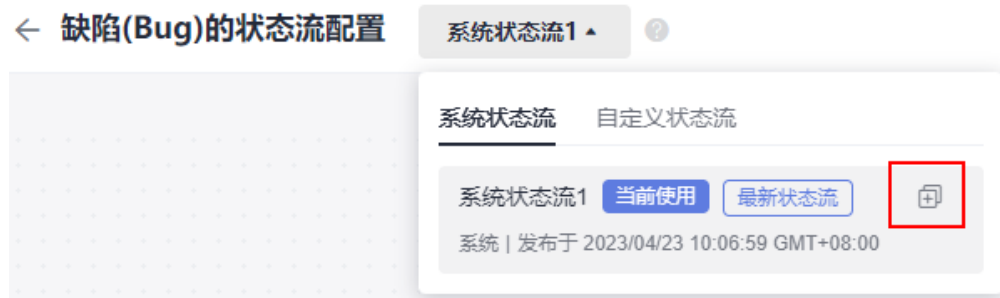 缺陷(Bug)的状态流配置 系统状态流1
系统状态流 自定义状态流
系统状态流1 当前使用 最新状态流
系统 | 发布于 2023/04/23 10:06:59 GMT+08:00